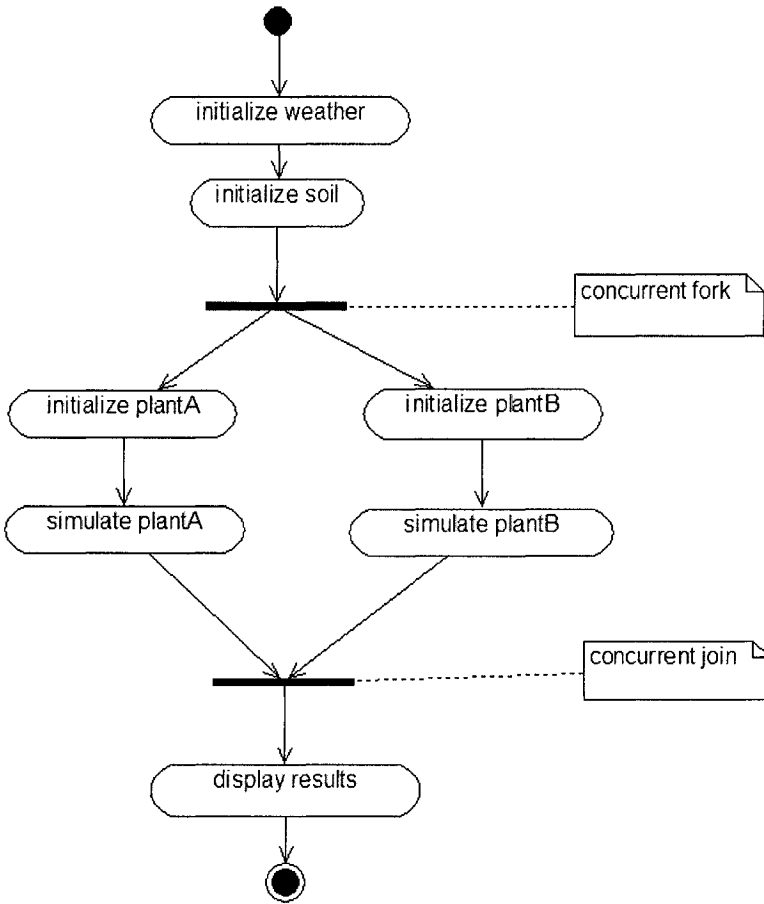 initialize weather
initialize soil
concurrent fork
initialize plantA
initialize plantB
simulate plantA
simulate plantB
concurrent join
display results